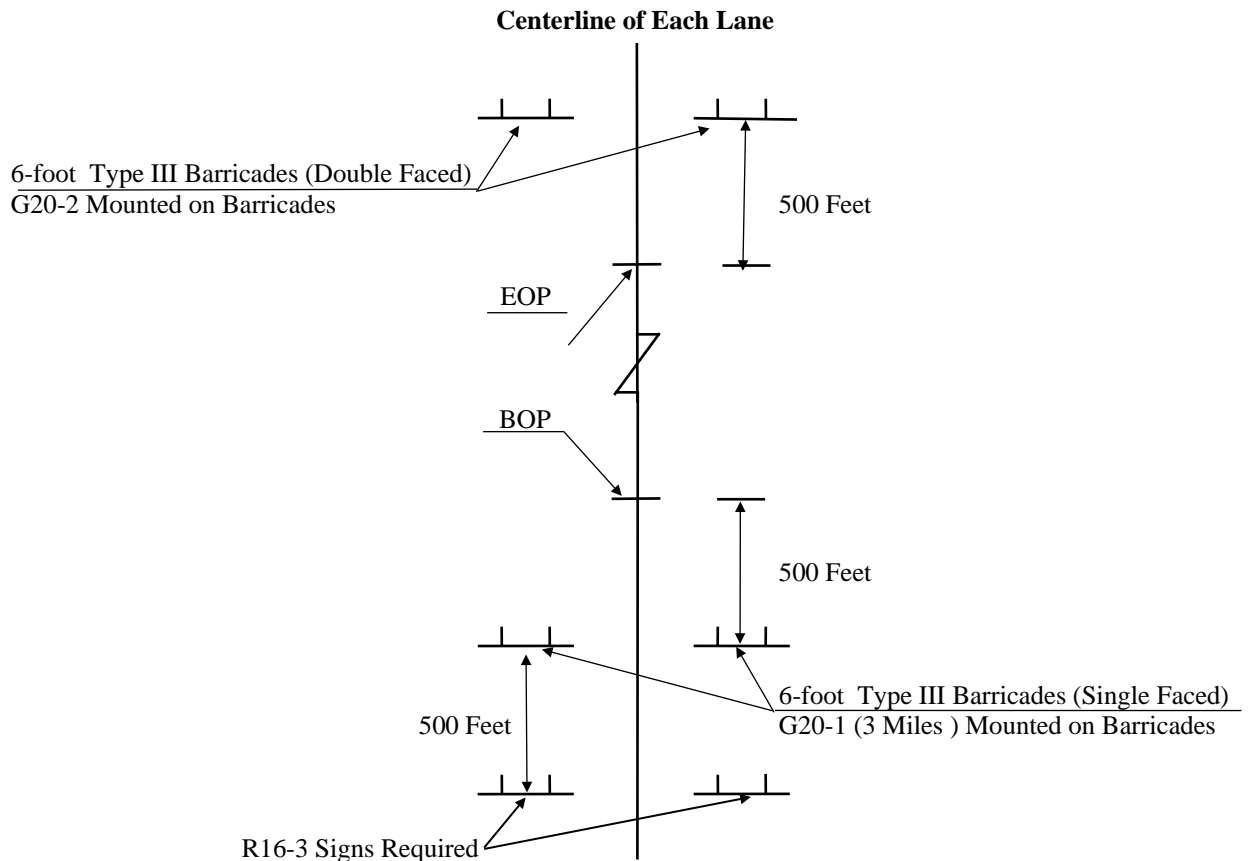 Centerline of Each Lane
6-foot Type III Barricades (Double Faced)
G20-2 Mounted on Barricades
500 Feet
EOP
BOP
500 Feet
6-foot Type III Barricades (Single Faced)
G20-1 (3 Miles ) Mounted on Barricades
500 Feet
R16-3 Signs Required